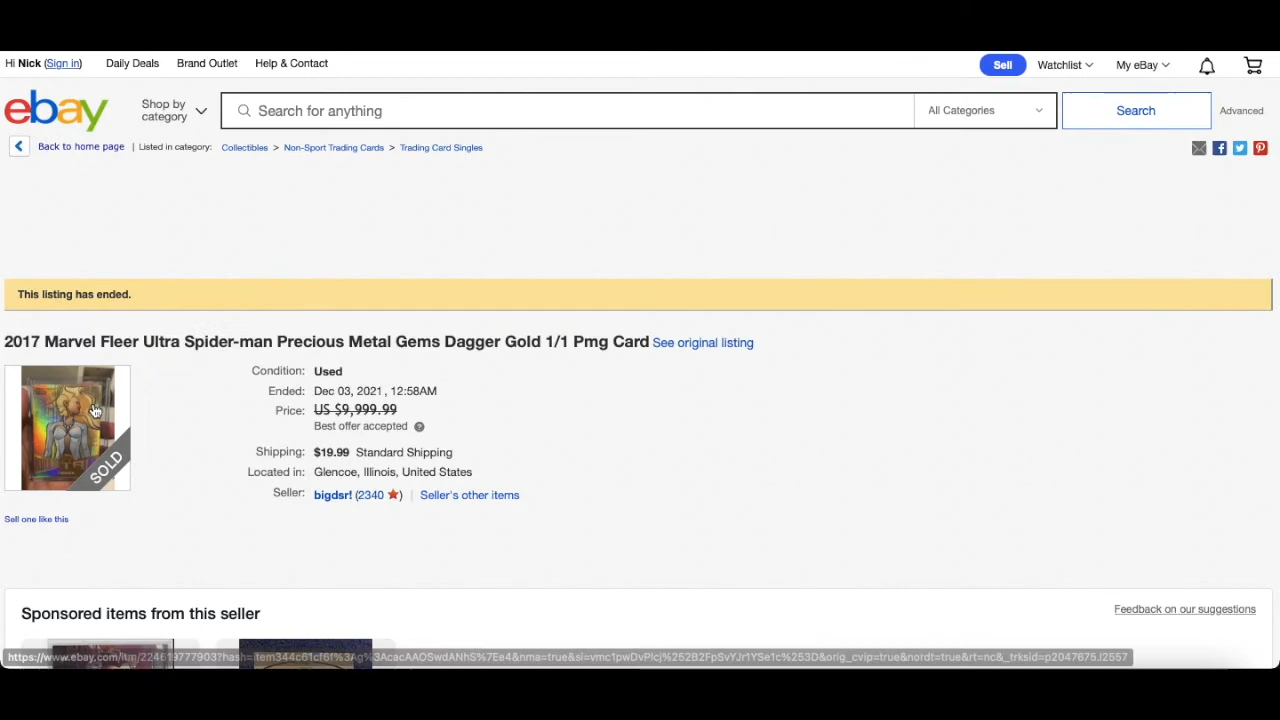 Hi Nick (Sign in) Daily Deals Brand Outlet Help & Contact Sell Watchlist My eBay
ebay Shop by category Search for anything All Categories Search Advanced
Back to home page | Listed in category: Collectibles > Non-Sport Trading Cards > Trading Card Singles
This listing has ended.
2017 Marvel Fleer Ultra Spider-man Precious Metal Gems Dagger Gold 1/1 Pmg Card See original listing
Condition: Used
Ended: Dec 03, 2021 , 12:58AM
Price: US $9,999.99
Best offer accepted
Shipping: $19.99 Standard Shipping
SOLD
Located in: Glencoe, Illinois, United States
Seller: bigdsr! (2340 ) | Seller's other items
Sell one like this
Sponsored items from this seller
Feedback on our suggestions